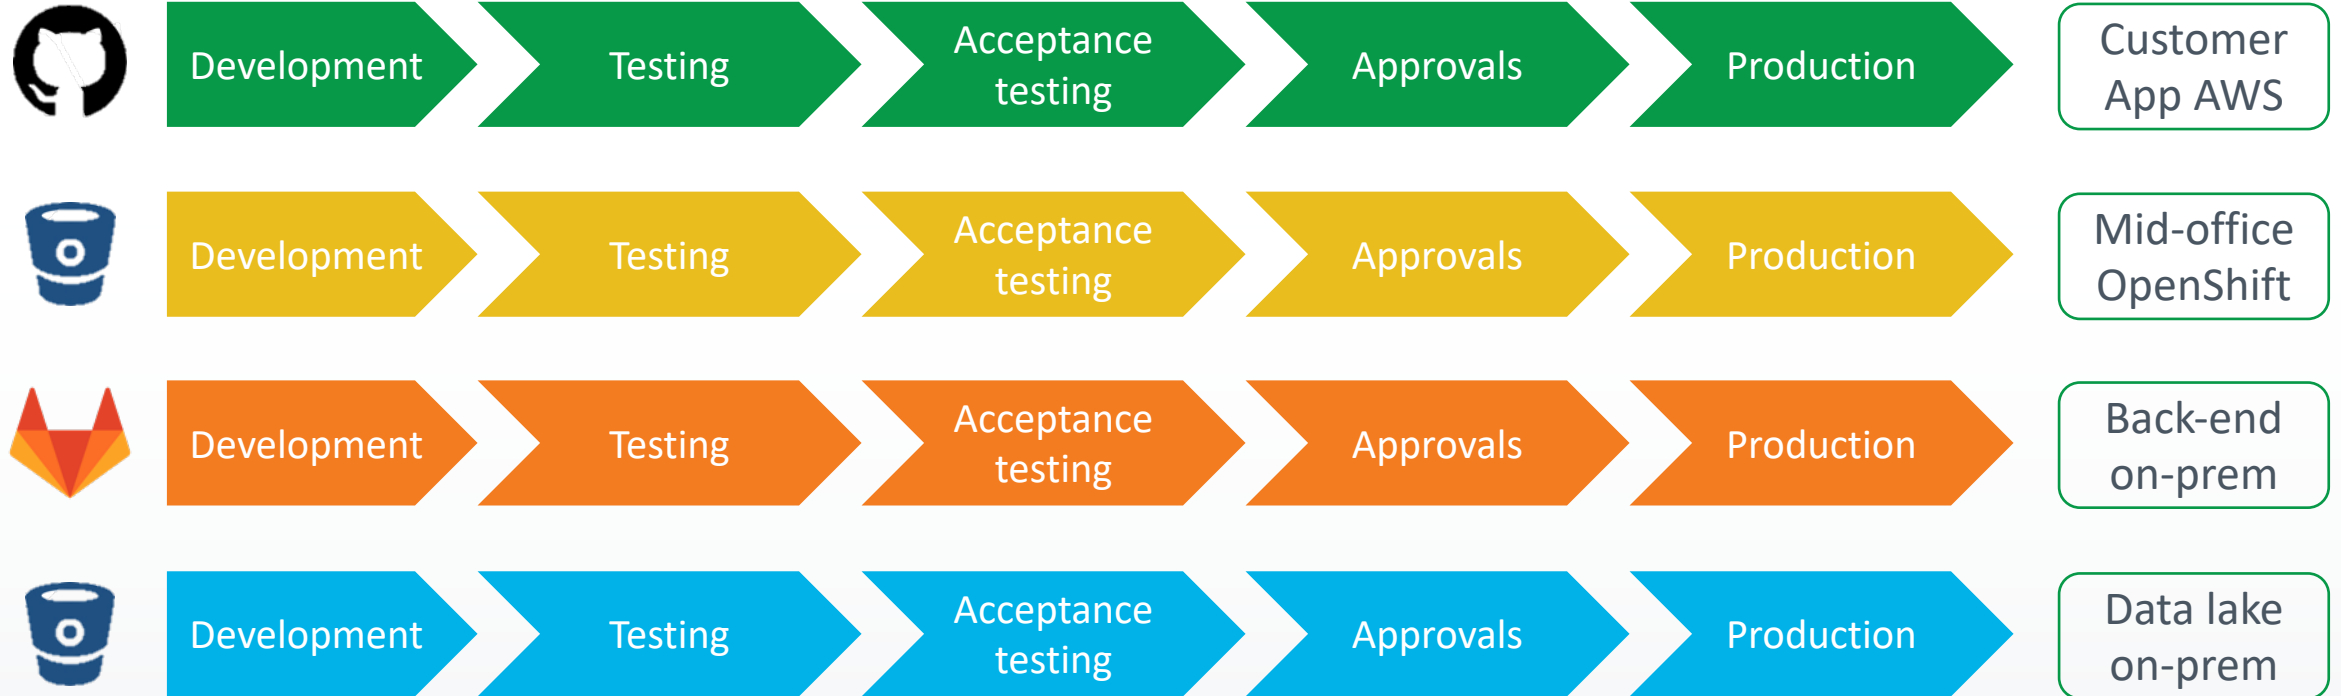 Development
Testing
Acceptance
testing
Approvals
Production
Customer
App AWS
Development
Testing
Acceptance
testing
Approvals
Production
Mid-office
OpenShift
Development
Testing
Acceptance
testing
Approvals
Production
Back-end
on-prem
Development
Testing
Acceptance
testing
Approvals
Production
Data lake
on-prem